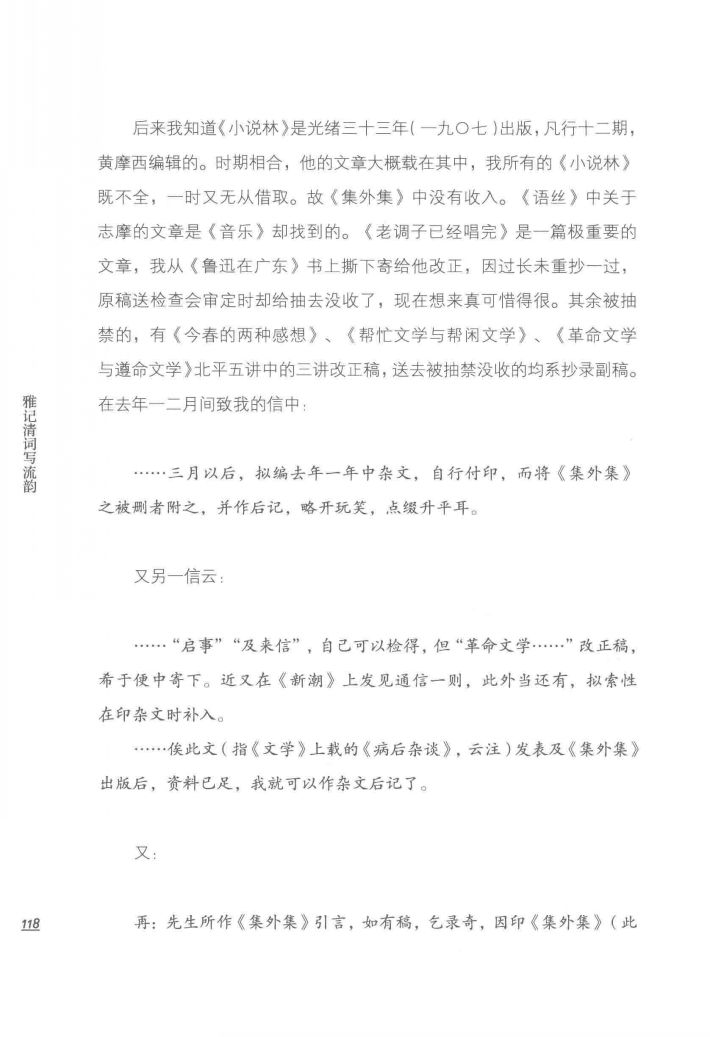 后来我知道《小说林》是光绪三十三年(一九〇七)出版，凡行十二期，
黄摩西编辑的。时期相合，他的文章大概载在其中，我所有的《小说林》
既不全，一时又无从借取。故《集外集》中没有收入。《语丝》中关于
志摩的文章是《音乐》却找到的。《老调子已经唱完》是一篇极重要的
文章，我从《鲁迅在广东》书上撕下寄给他改正，因过长未重抄一过，
原稿送检查会审定时却给抽去没收了，现在想来真可惜得很。其余被抽
禁的，有《今春的两种感想》、《帮忙文学与帮闲文学》、《革命文学
与遵命文学》北平五讲中的三讲改正稿，送去被抽禁没收的均系抄录副稿。
在去年一二月间致我的信中：
……三月以后，拟编去年一年中杂文，自行付印，而将《集外集》
之被删者附之，并作后记，略开玩笑，点缀升平耳。
又另一信云：
……“启事”“及来信”，自己可以检得，但“革命文学……”改正稿，
希于便中寄下。近又在《新潮》上发见通信一则，此外当还有，拟索性
在印杂文时补入。
……俟此文(指《文学》上载的《病后杂谈》，云注)发表及《集外集》
出版后，资料已足，我就可以作杂文后记了。
又：
再：先生所作《集外集》引言，如有稿，乞录寄，因印《集外集》(此
雅记清词写流韵
118